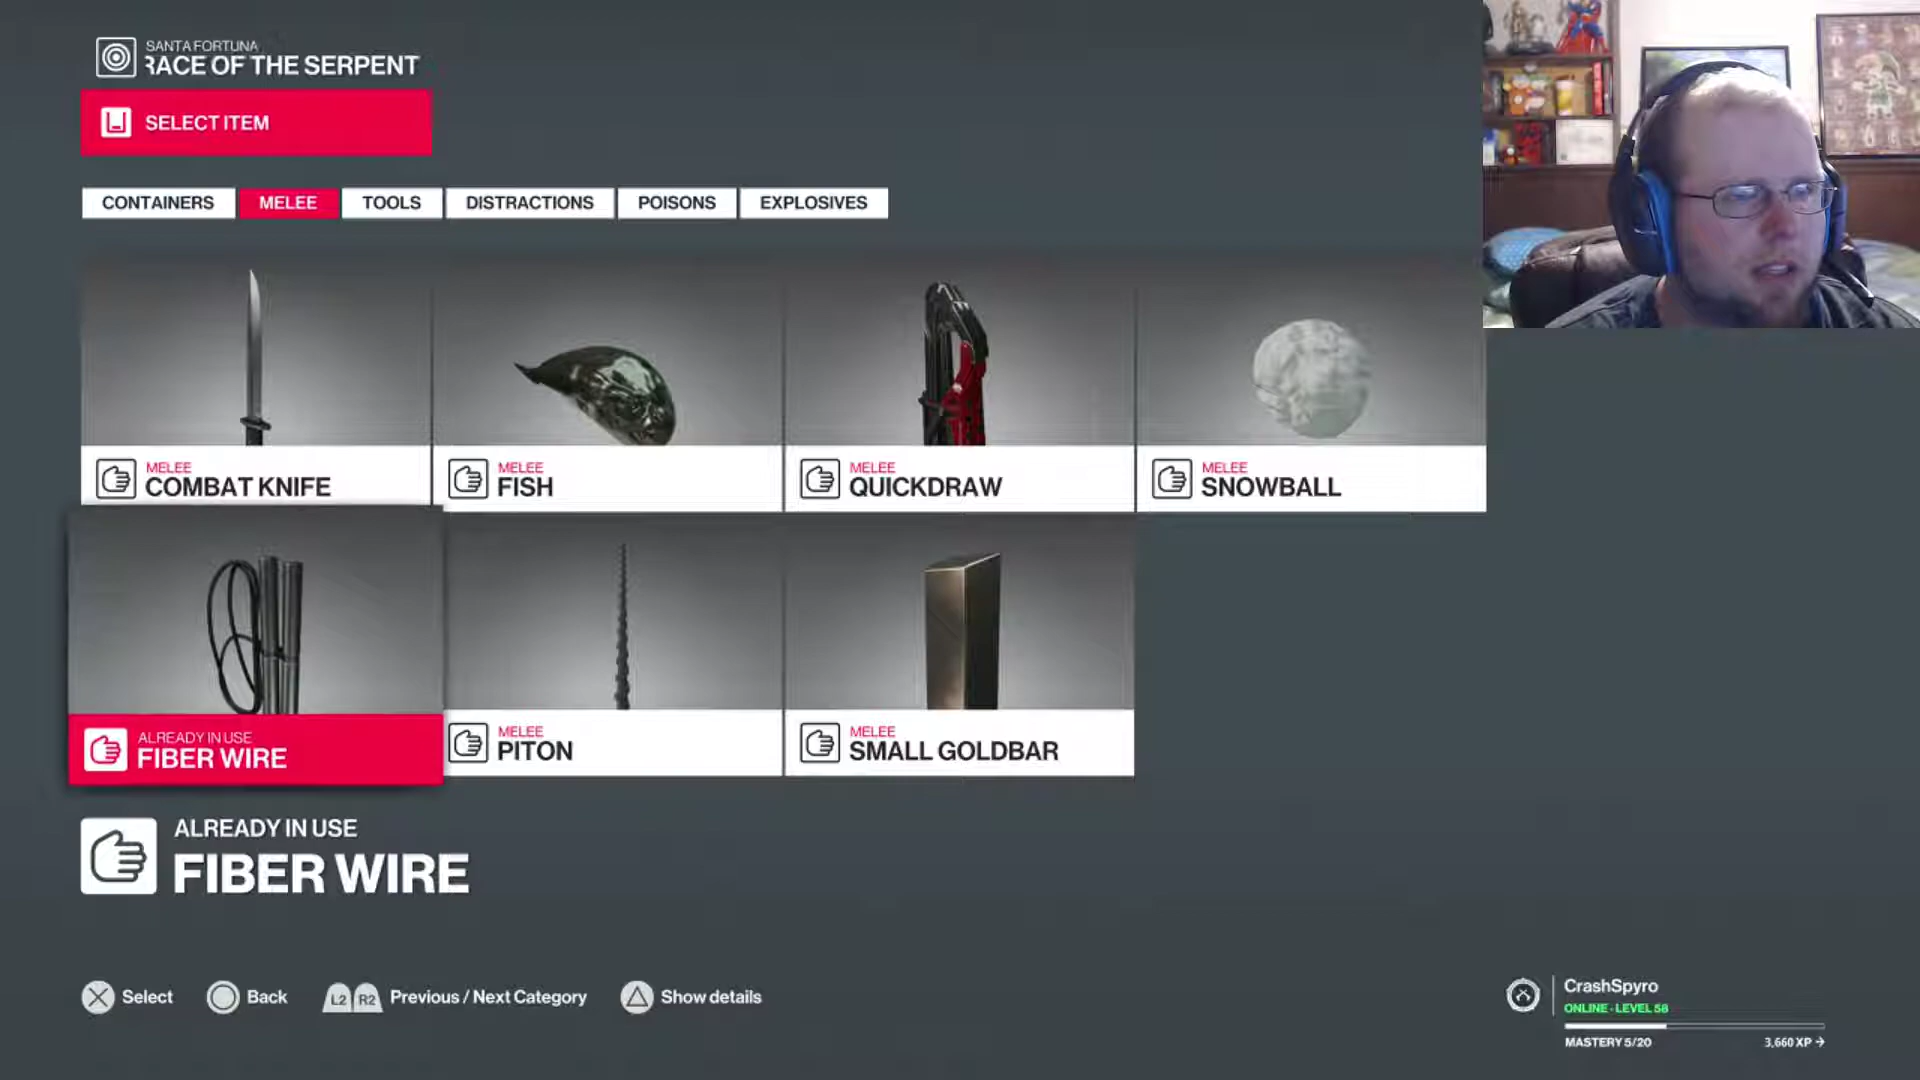 SANTA FORTUNA
RACE OF THE SERPENT
SELECT ITEM
CONTAINERS
MELEE
TOOLS
DISTRACTIONS
POISONS
EXPLOSIVES
MELEE
COMBAT KNIFE
MELEE
FISH
MELEE
QUICKDRAW
MELEE
SNOWBALL
ALREADY IN USE
FIBER WIRE
MELEE
PITON
MELEE
SMALL GOLDBAR
ALREADY IN USE
FIBER WIRE
Select
Back
L2 R2 Previous / Next Category
Show details
CrashSpyro
ONLINE - LEVEL 58
MASTERY 5/20
3,660 XP →